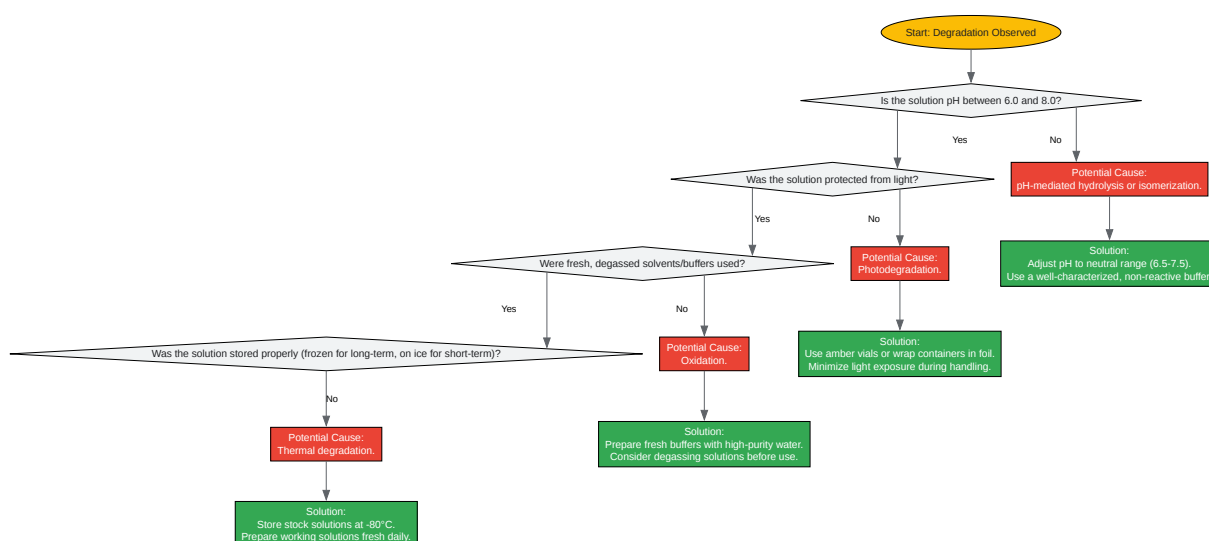 Start: Degradation Observed
Is the solution pH between 6.0 and 8.0?
Yes
No
Was the solution protected from light?
Potential Cause:
pH-mediated hydrolysis or isomerization.
Yes
No
Were fresh, degassed solvents/buffers used?
Potential Cause:
Photodegradation.
Solution:
Adjust pH to neutral range (6.5-7.5).
Use a well-characterized, non-reactive buffer
Yes
No
Was the solution stored properly (frozen for long-term, on ice for short-term)?
Potential Cause:
Oxidation.
Solution:
Use amber vials or wrap containers in foil.
Minimize light exposure during handling.
No
Potential Cause:
Thermal degradation.
Solution:
Prepare fresh buffers with high-purity water.
Consider degassing solutions before use.
Solution:
Store stock solutions at -80°C.
Prepare working solutions fresh daily.